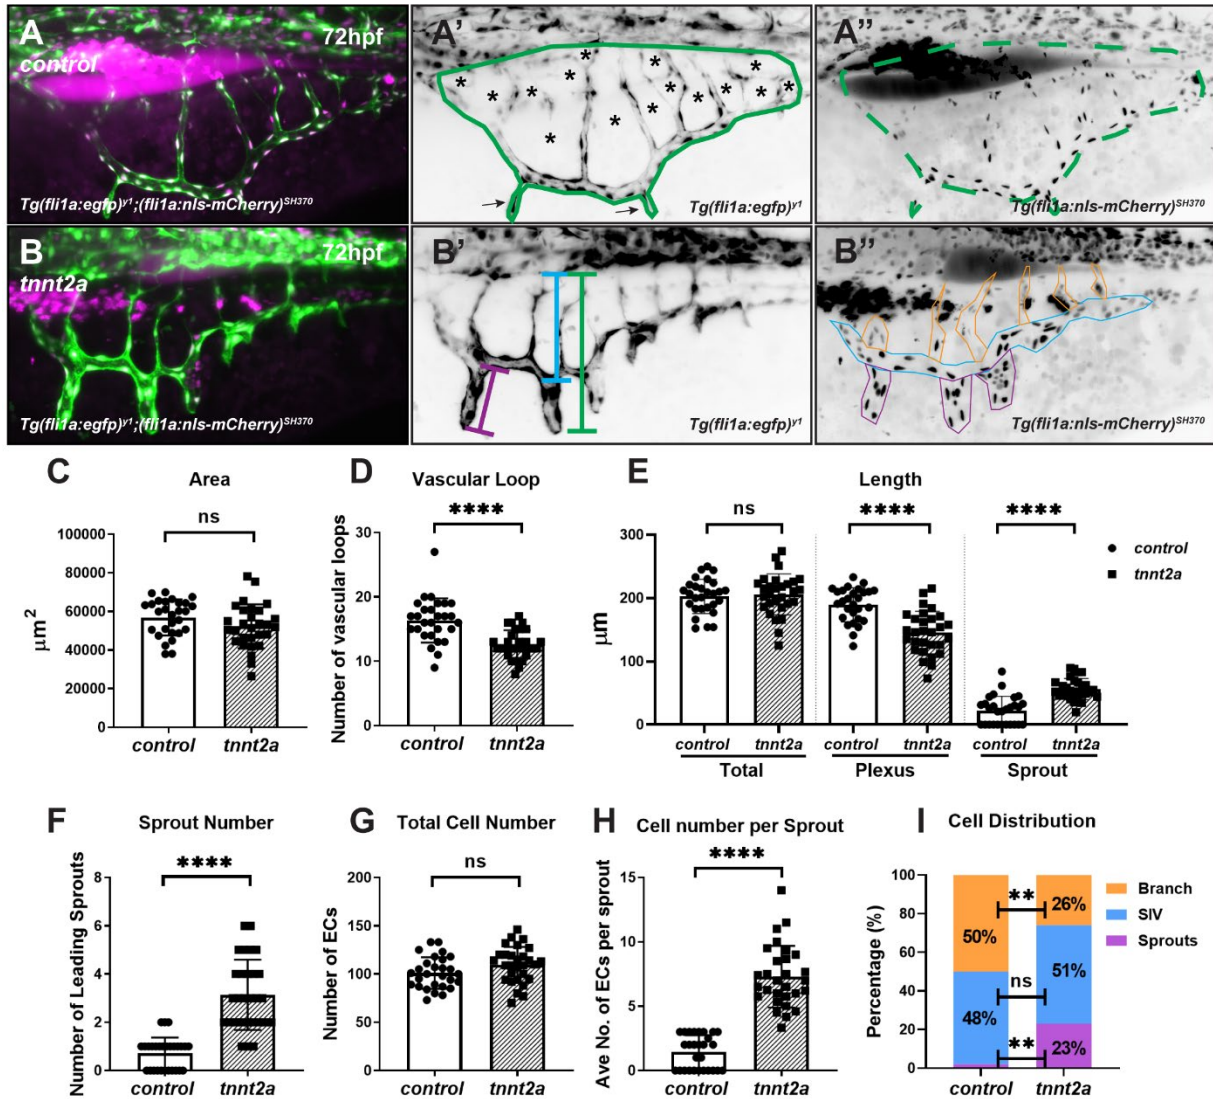 A
72hpf
control
Tg(fli1a:egfp)y1;(fli1a:nls-mCherry)SH370
A'
* * * * * * * * * * * * * *
Tg(fli1a:egfp)y1
A''
Tg(fli1a:nls-mCherry)SH370
B
72hpf
tnnt2a
Tg(fli1a:egfp)y1;(fli1a:nls-mCherry)SH370
B'
Tg(fli1a:egfp)y1
B''
Tg(fli1a:nls-mCherry)SH370
C
Area
ns
100000
80000
60000
40000
20000
0
μm2
control
tnnt2a
D
Vascular Loop
****
30
20
10
0
Number of vascular loops
control
tnnt2a
E
Length
ns
****
****
300
200
100
0
μm
control
tnnt2a
control
tnnt2a
control
tnnt2a
Total
Plexus
Sprout
control
tnnt2a
F
Sprout Number
****
8
6
4
2
0
Number of Leading Sprouts
control
tnnt2a
G
Total Cell Number
ns
200
150
100
50
0
Number of ECs
control
tnnt2a
H
Cell number per Sprout
****
15
10
5
0
Ave No. of ECs per sprout
control
tnnt2a
I
Cell Distribution
100
80
60
40
20
0
Percentage (%)
50%
48%
**
ns
**
26%
51%
23%
control
tnnt2a
Branch
SIV
Sprouts